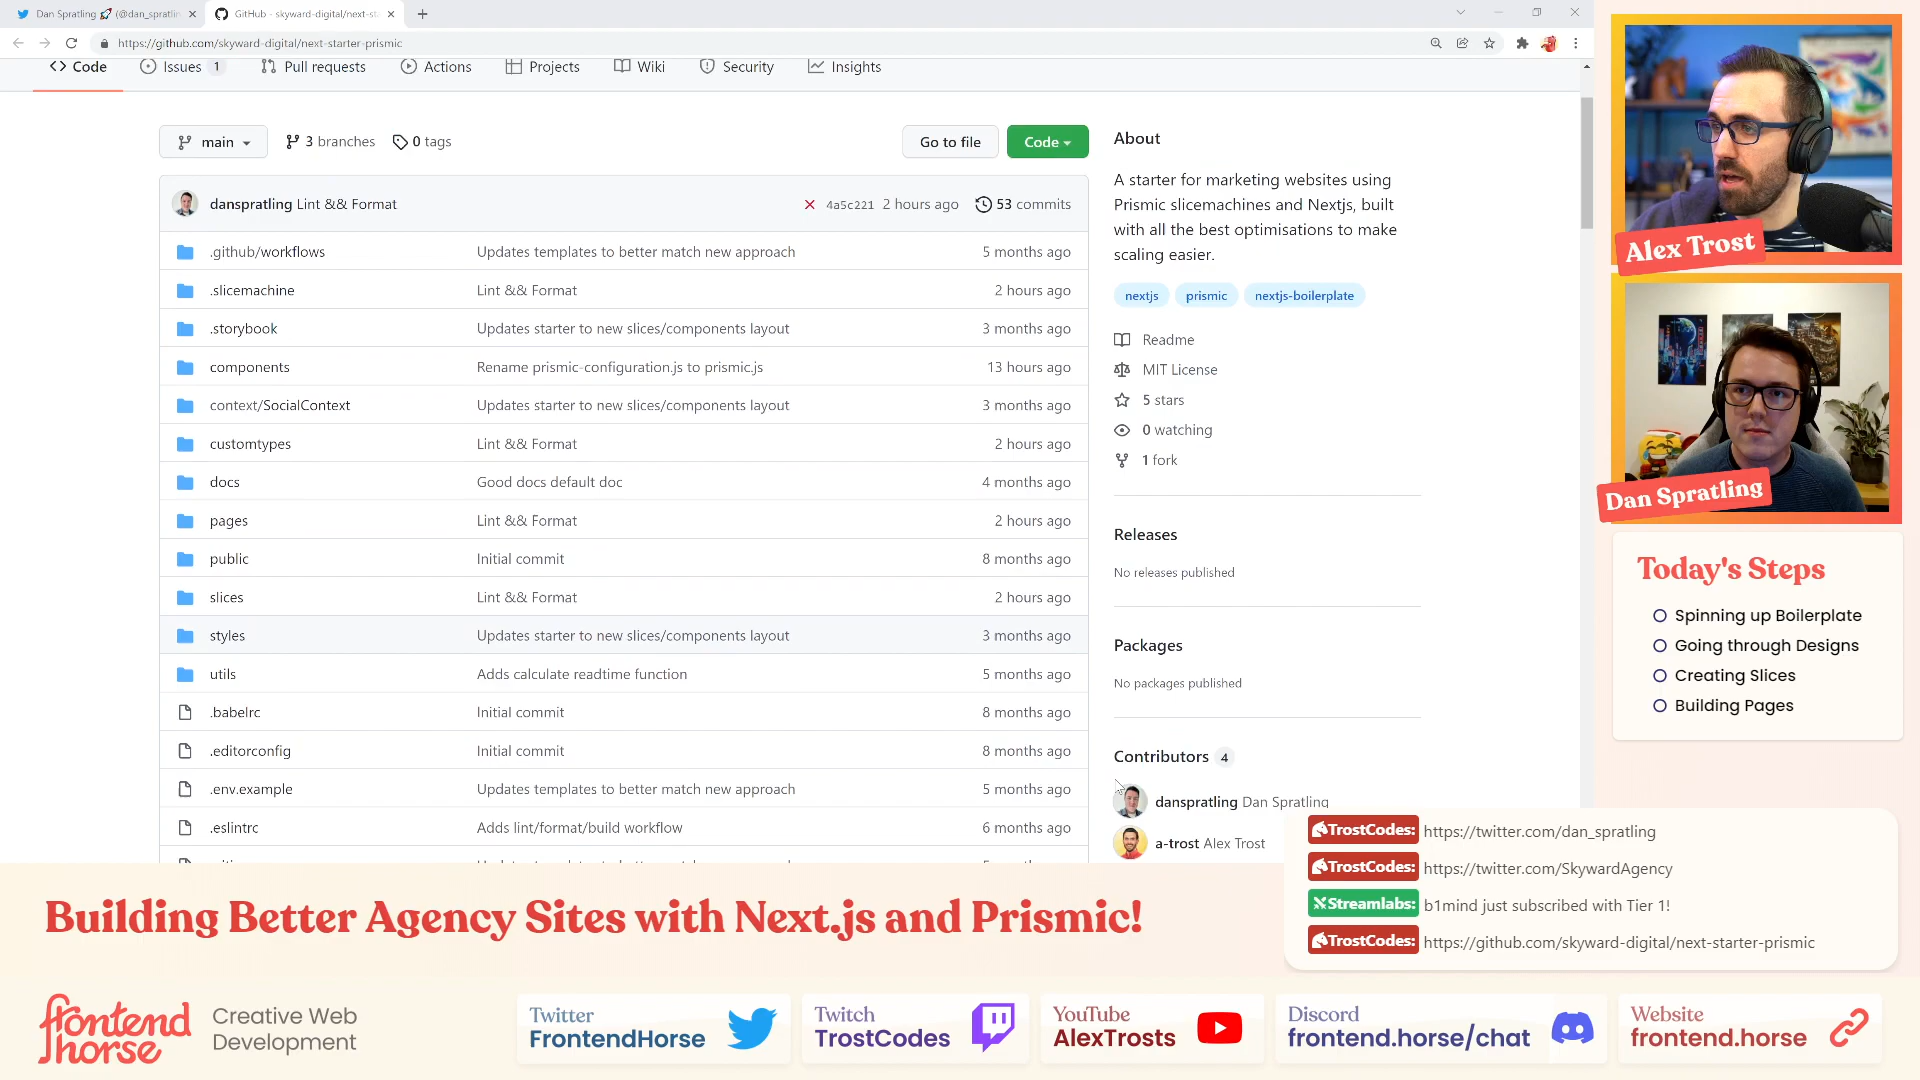 Dan Spratling 🚀 (@dan_spratlin
GitHub - skyward-digital/next-st
https://github.com/skyward-digital/next-starter-prismic
Code
Issues 1
Pull requests
Actions
Projects
Wiki
Security
Insights
main
3 branches
0 tags
Go to file
Code
danspratling Lint && Format
4a5c221 2 hours ago
53 commits
.github/workflows Updates templates to better match new approach 5 months ago
.slicemachine Lint && Format 2 hours ago
.storybook Updates starter to new slices/components layout 3 months ago
components Rename prismic-configuration.js to prismic.js 13 hours ago
context/SocialContext Updates starter to new slices/components layout 3 months ago
customtypes Lint && Format 2 hours ago
docs Good docs default doc 4 months ago
pages Lint && Format 2 hours ago
public Initial commit 8 months ago
slices Lint && Format 2 hours ago
styles Updates starter to new slices/components layout 3 months ago
utils Adds calculate readtime function 5 months ago
.babelrc Initial commit 8 months ago
.editorconfig Initial commit 8 months ago
.env.example Updates templates to better match new approach 5 months ago
.eslintrc Adds lint/format/build workflow 6 months ago
About
A starter for marketing websites using
Prismic slicemachines and Nextjs, built
with all the best optimisations to make
scaling easier.
nextjs prismic nextjs-boilerplate
Readme
MIT License
5 stars
0 watching
1 fork
Releases
No releases published
Packages
No packages published
Contributors 4
danspratling Dan Spratling
a-trost Alex Trost
Alex Trost
Dan Spratling
Today's Steps
Spinning up Boilerplate
Going through Designs
Creating Slices
Building Pages
TrostCodes: https://twitter.com/dan_spratling
TrostCodes: https://twitter.com/SkywardAgency
Streamlabs: b1mind just subscribed with Tier 1!
TrostCodes: https://github.com/skyward-digital/next-starter-prismic
Building Better Agency Sites with Next.js and Prismic!
frontend
horse
Creative Web
Development
Twitter
FrontendHorse
Twitch
TrostCodes
YouTube
AlexTrosts
Discord
frontend.horse/chat
Website
frontend.horse